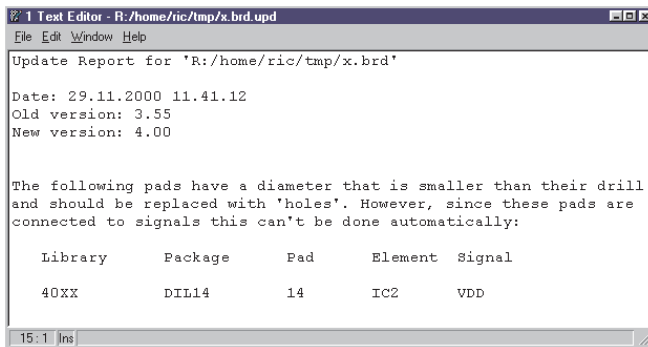 1 Text Editor - R:/home/ric/tmp/x.brd.upd
File Edit Window Help
Update Report for 'R:/home/ric/tmp/x.brd'
Date: 29.11.2000 11.41.12
Old version: 3.55
New version: 4.00
The following pads have a diameter that is smaller than their drill
and should be replaced with 'holes'. However, since these pads are
connected to signals this can't be done automatically:
Library Package Pad Element Signal
40XX DIL14 14 IC2 VDD
15:1 Ins